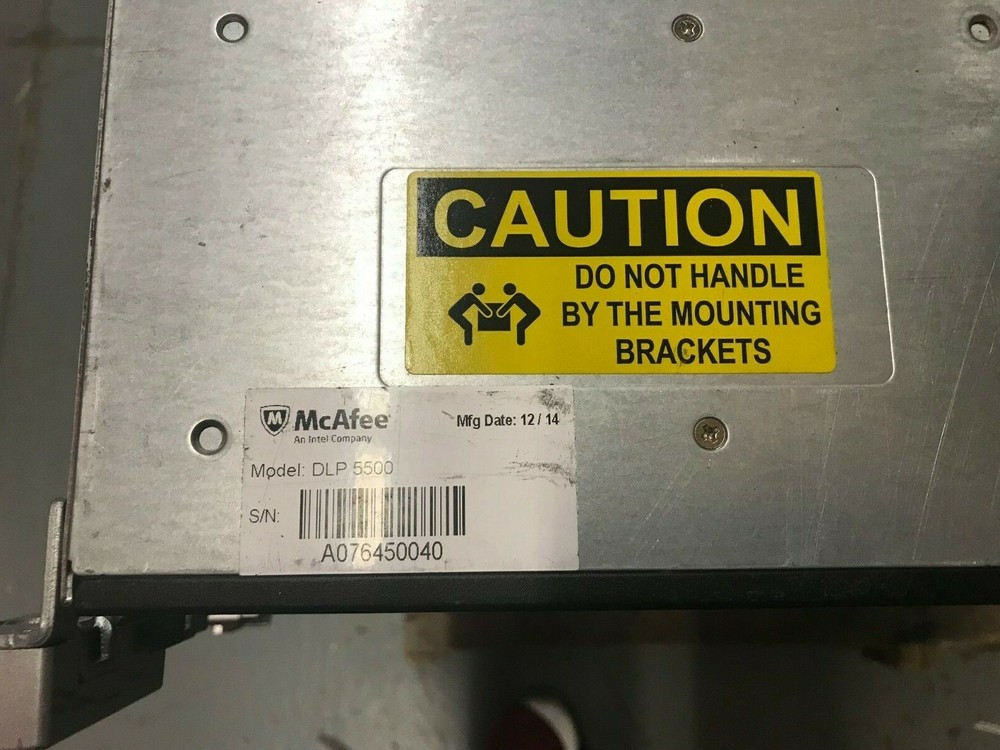 CAUTION
DO NOT HANDLE
BY THE MOUNTING
BRACKETS
McAfee
An Intel Company
Mfg Date: 12 / 14
Model: DLP 5500
S/N:
A076450040